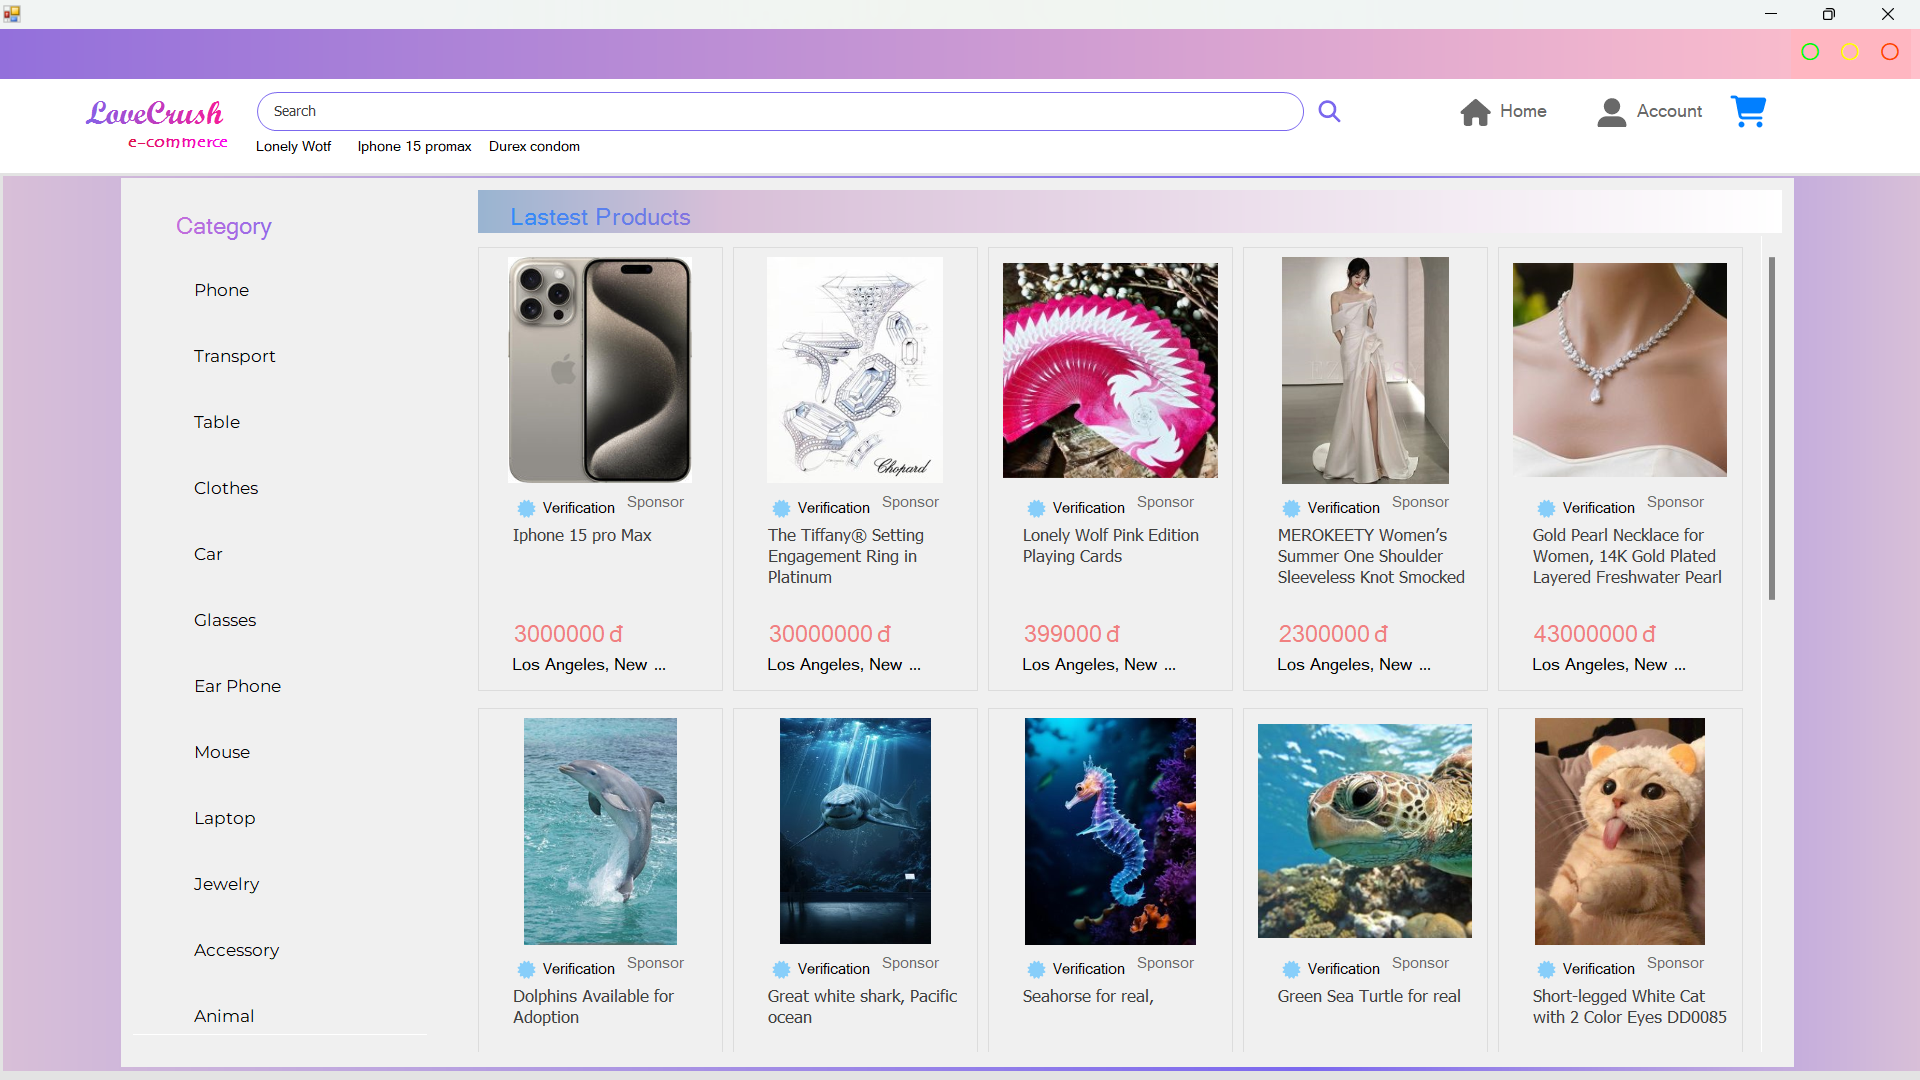 LoveCrush
e-commerce
Search
Home
Account
Lonely Wotf
Iphone 15 promax
Durex condom
Category
Phone
Transport
Table
Clothes
Car
Glasses
Ear Phone
Mouse
Laptop
Jewelry
Accessory
Animal
Lastest Products
Verification
Sponsor
Iphone 15 pro Max
3000000 đ
Los Angeles, New ...
Chopard
Verification
Sponsor
The Tiffany® Setting
Engagement Ring in
Platinum
30000000 đ
Los Angeles, New ...
Verification
Sponsor
Lonely Wolf Pink Edition
Playing Cards
399000 đ
Los Angeles, New ...
Verification
Sponsor
MEROKEETY Women’s
Summer One Shoulder
Sleeveless Knot Smocked
2300000 đ
Los Angeles, New ...
Verification
Sponsor
Gold Pearl Necklace for
Women, 14K Gold Plated
Layered Freshwater Pearl
43000000 đ
Los Angeles, New ...
Verification
Sponsor
Dolphins Available for
Adoption
Verification
Sponsor
Great white shark, Pacific
ocean
Verification
Sponsor
Seahorse for real,
Verification
Sponsor
Green Sea Turtle for real
Verification
Sponsor
Short-legged White Cat
with 2 Color Eyes DD0085